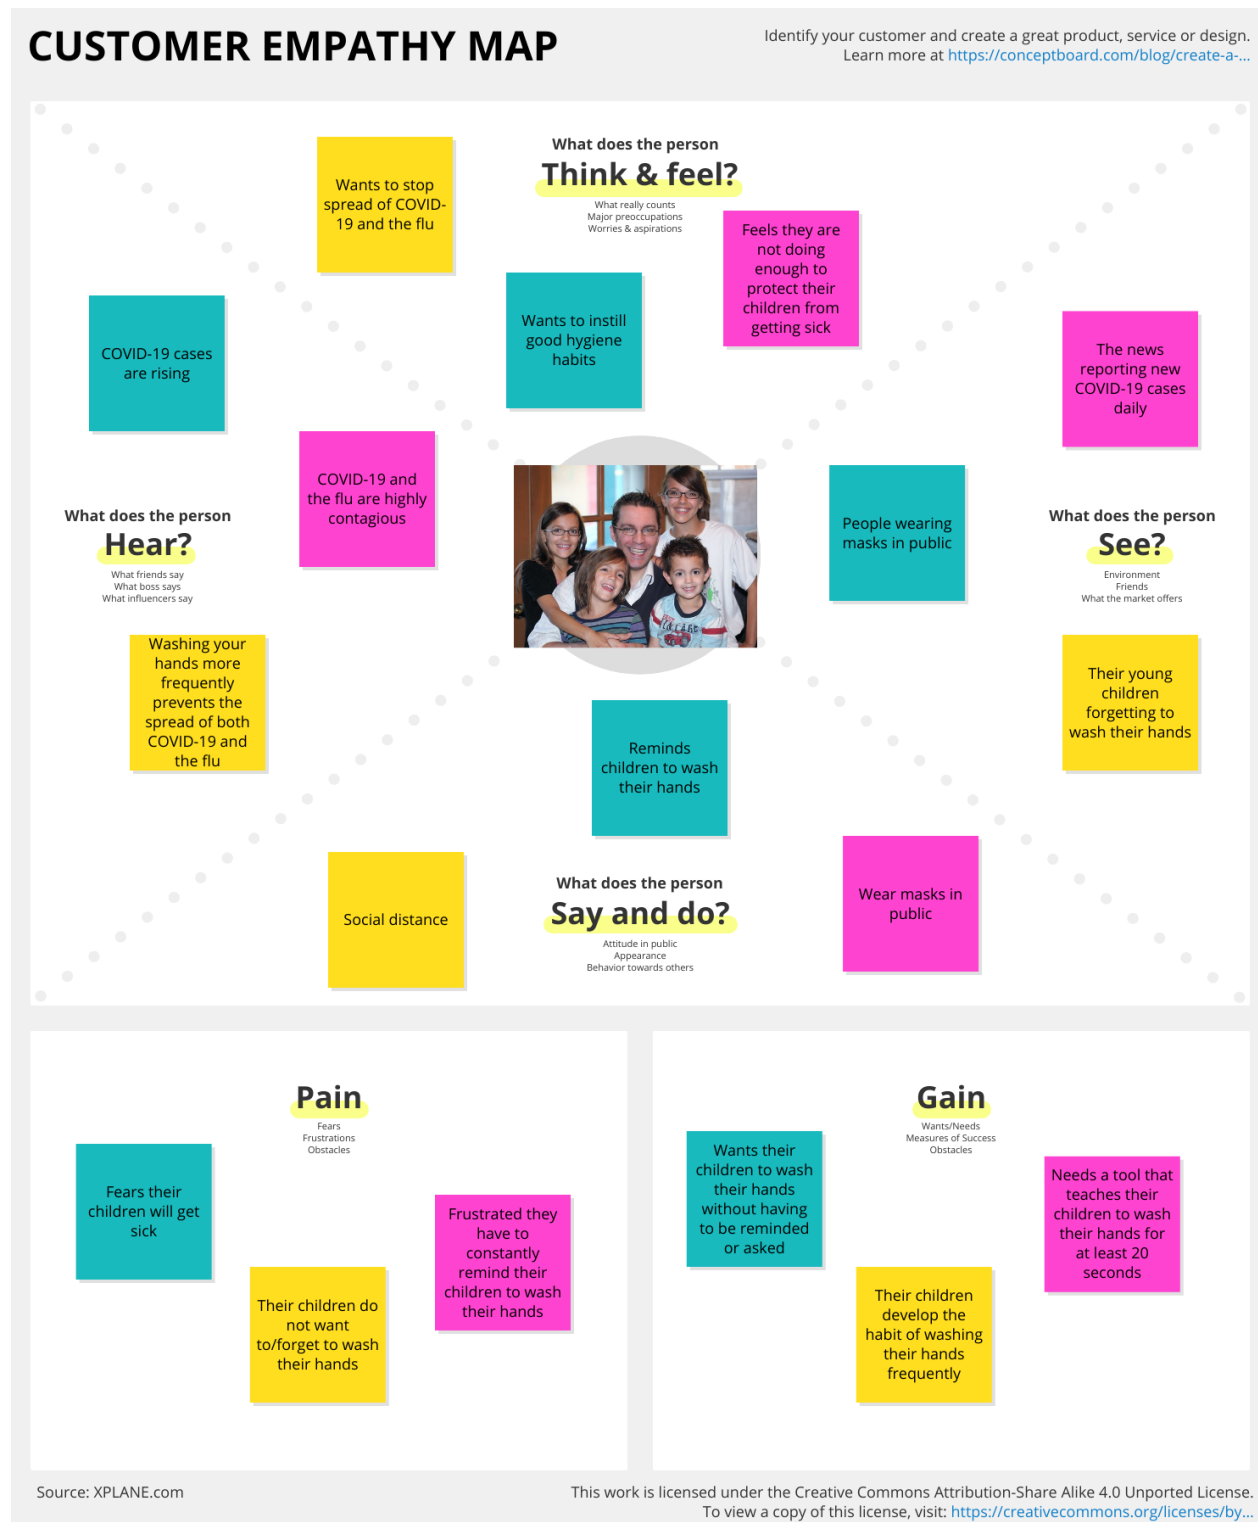 CUSTOMER EMPATHY MAP
Identify your customer and create a great product, service or design.
Learn more at https://conceptboard.com/blog/create-a-...
What does the person
Think & feel?
What really counts
Major preoccupations
Worries & aspirations
Wants to stop
spread of COVID-
19 and the flu
Wants to instill
good hygiene
habits
Feels they are
not doing
enough to
protect their
children from
getting sick
COVID-19 cases
are rising
COVID-19 and
the flu are highly
contagious
What does the person
Hear?
What friends say
What boss says
What influencers say
Washing your
hands more
frequently
prevents the
spread of both
COVID-19 and
the flu
The news
reporting new
COVID-19 cases
daily
People wearing
masks in public
What does the person
See?
Environment
Friends
What the market offers
Their young
children
forgetting to
wash their hands
Reminds
children to wash
their hands
Social distance
What does the person
Say and do?
Attitude in public
Appearance
Behavior towards others
Wear masks in
public
Pain
Fears
Frustrations
Obstacles
Fears their
children will get
sick
Their children do
not want
to/forget to wash
their hands
Frustrated they
have to
constantly
remind their
children to wash
their hands
Gain
Wants/Needs
Measures of Success
Obstacles
Wants their
children to wash
their hands
without having
to be reminded
or asked
Their children
develop the
habit of washing
their hands
frequently
Needs a tool that
teaches their
children to wash
their hands for
at least 20
seconds
Source: XPLANE.com
This work is licensed under the Creative Commons Attribution-Share Alike 4.0 Unported License.
To view a copy of this license, visit: https://creativecommons.org/licenses/by...